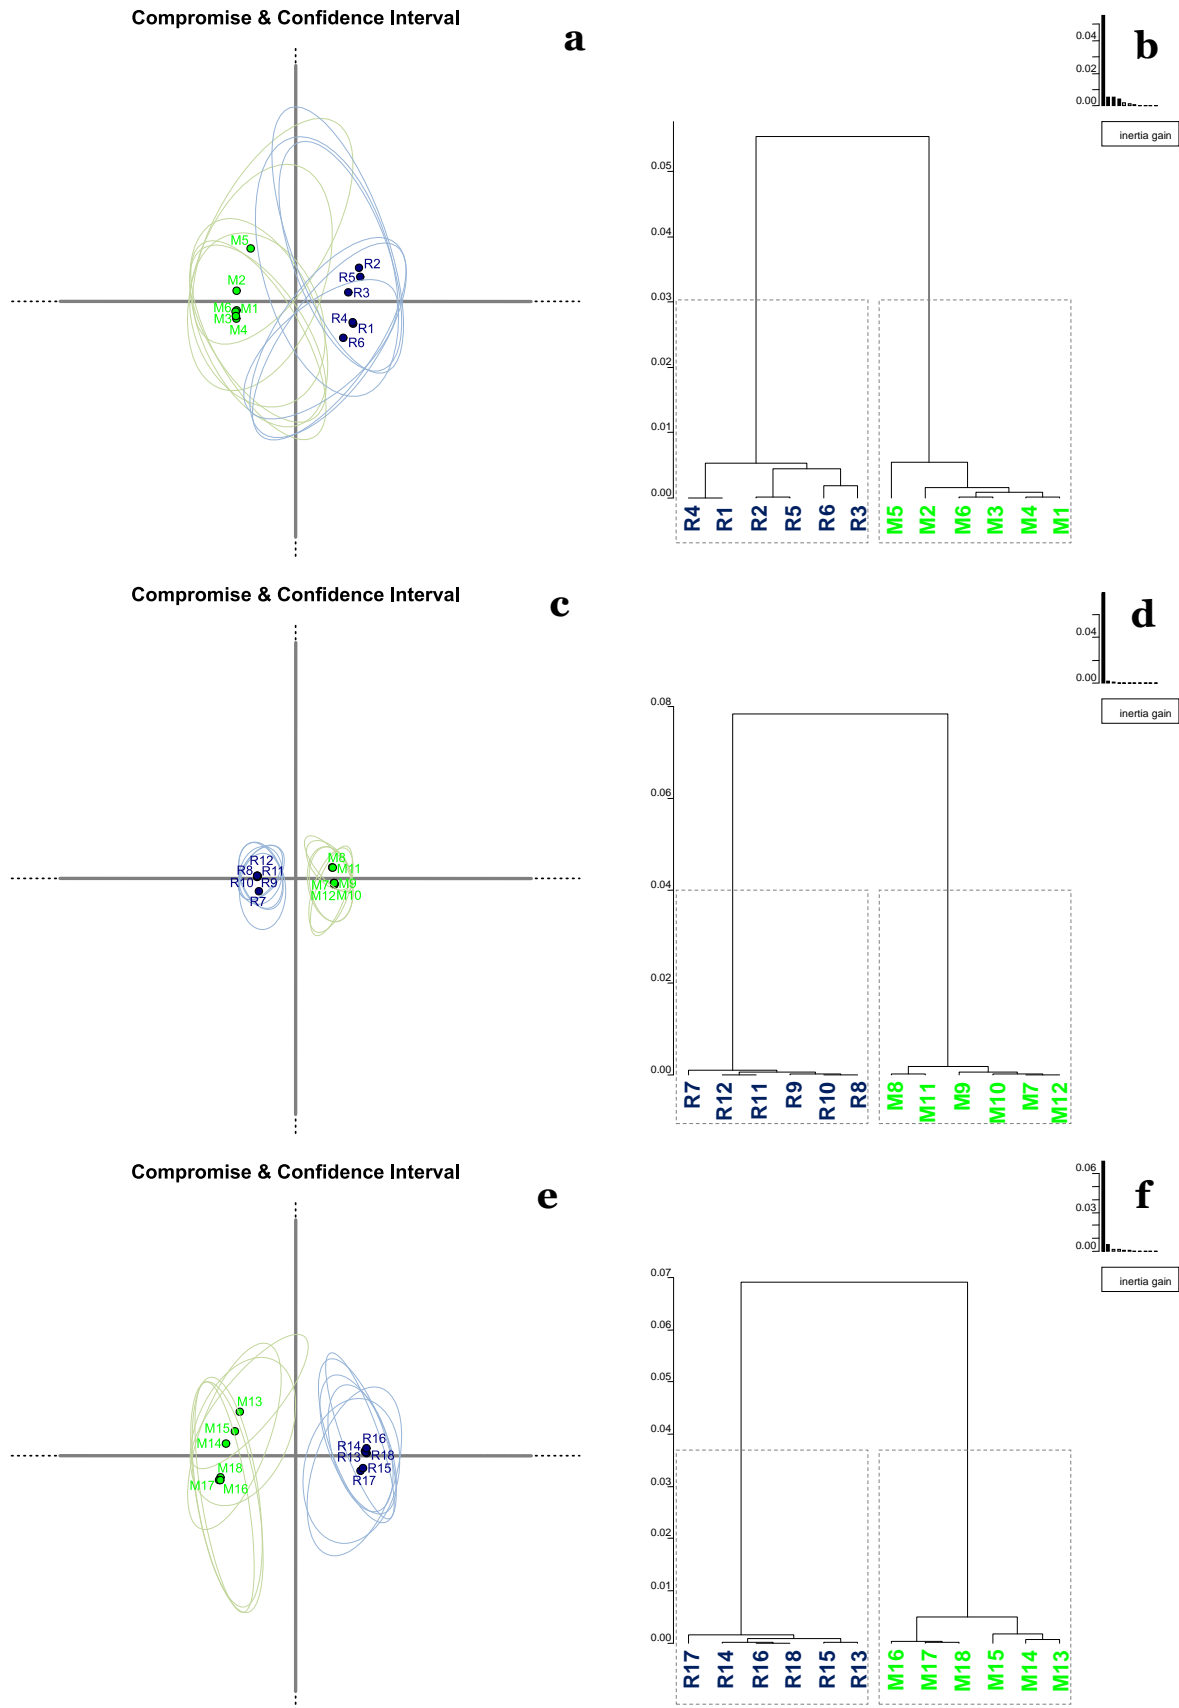 Compromise & Confidence Interval
a
M5
M2
M6
M1
M3
M4
R2
R5
R3
R4
R1
R6
b
0.04
0.02
0.00
inertia gain
0.05
0.04
0.03
0.02
0.01
0.00
R4 R1 R2 R5 R6 R3 M5 M2 M6 M3 M4 M1
Compromise & Confidence Interval
c
R12
R8 R11
R10 R9
R7
M8
M11
M7 M9
M12 M10
d
0.04
0.00
inertia gain
0.08
0.06
0.04
0.02
0.00
R7 R12 R11 R9 R10 R8 M8 M11 M9 M10 M7 M12
Compromise & Confidence Interval
e
M13
M15
M14
M18
M17 M16
R16
R14
R13 R18
R15
R17
f
0.06
0.03
0.00
inertia gain
0.07
0.06
0.05
0.04
0.03
0.02
0.01
0.00
R17 R14 R16 R18 R15 R13 M16 M17 M18 M15 M14 M13